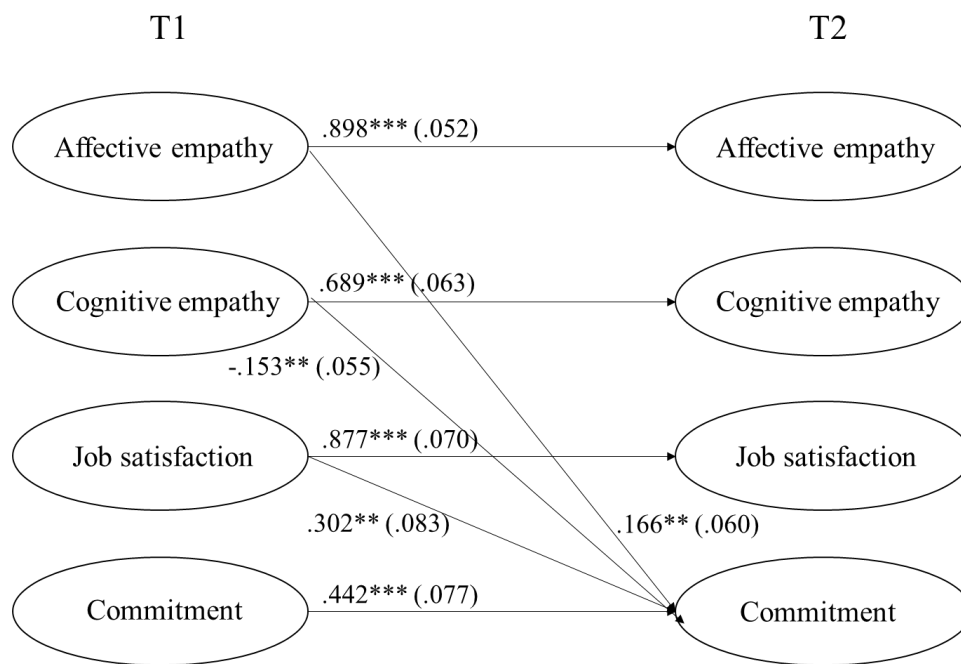 T1
T2
Affective empathy
.898*** (.052)
Affective empathy
Cognitive empathy
.689*** (.063)
Cognitive empathy
-.153** (.055)
Job satisfaction
.877*** (.070)
Job satisfaction
.302** (.083)
.166** (.060)
Commitment
.442*** (.077)
Commitment